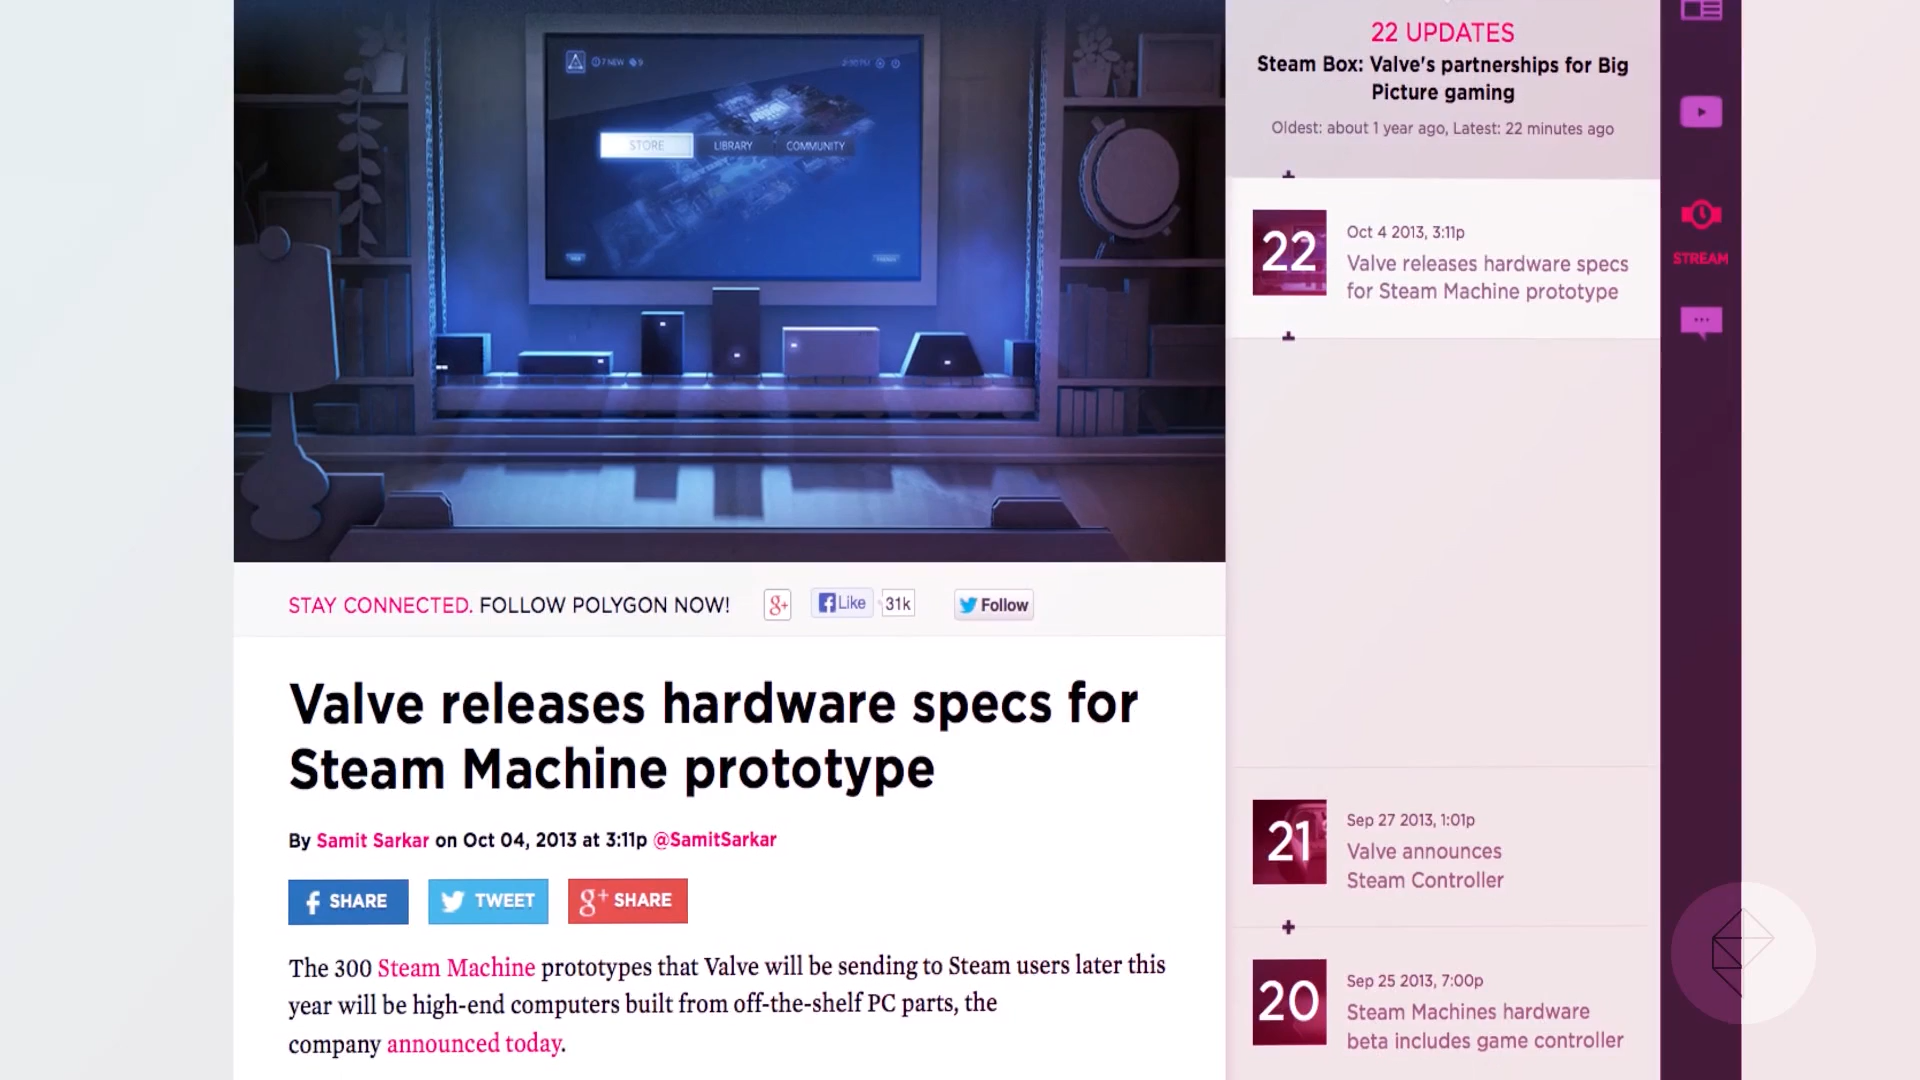 7 NEW 9
2:50 PM
STORE
LIBRARY
COMMUNITY
STAY CONNECTED. FOLLOW POLYGON NOW!
g+
Like
31k
Follow
Valve releases hardware specs for
Steam Machine prototype
By Samit Sarkar on Oct 04, 2013 at 3:11p @SamitSarkar
SHARE
TWEET
g+ SHARE
The 300 Steam Machine prototypes that Valve will be sending to Steam users later this
year will be high-end computers built from off-the-shelf PC parts, the
company announced today.
22 UPDATES
Steam Box: Valve's partnerships for Big
Picture gaming
Oldest: about 1 year ago, Latest: 22 minutes ago
22
Oct 4 2013, 3:11p
Valve releases hardware specs
for Steam Machine prototype
21
Sep 27 2013, 1:01p
Valve announces
Steam Controller
20
Sep 25 2013, 7:00p
Steam Machines hardware
beta includes game controller
STREAM